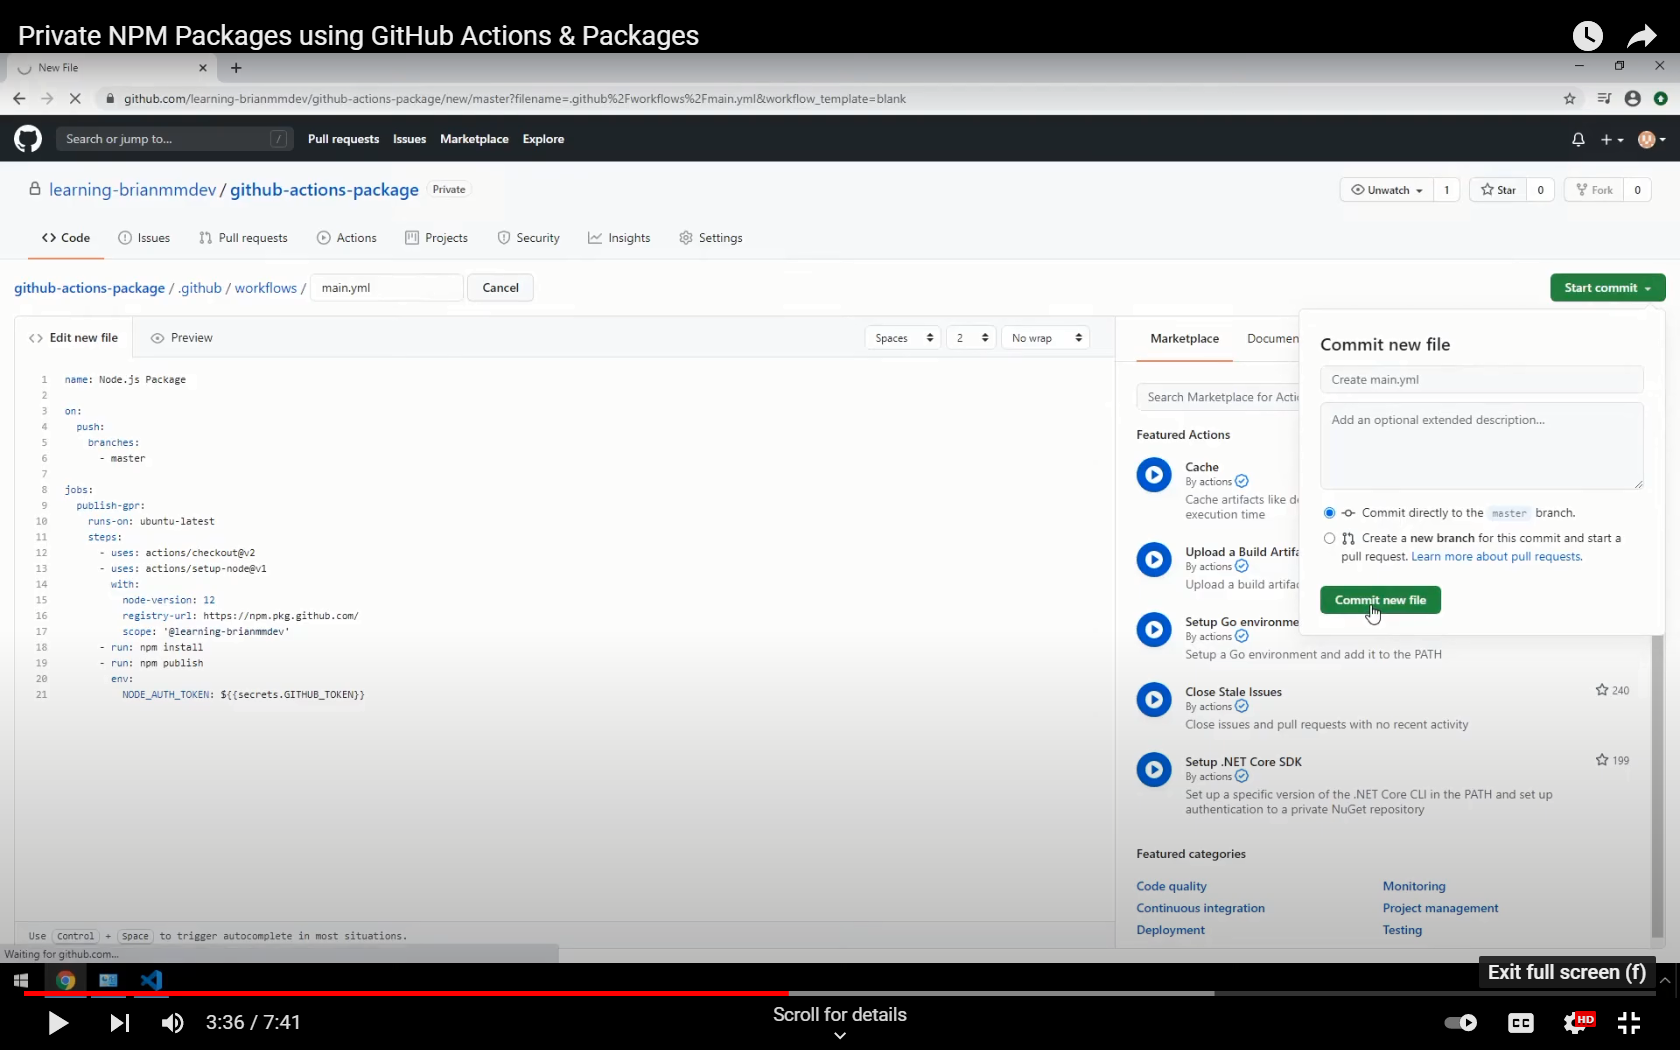 Private NPM Packages using GitHub Actions & Packages
New File
github.com/learning-brianmmdev/github-actions-package/new/master?filename=.github%2Fworkflows%2Fmain.yml&workflow_template=blank
Search or jump to...
/
Pull requests
Issues
Marketplace
Explore
learning-brianmmdev / github-actions-package
Private
Unwatch
1
Star
0
Fork
0
Code
Issues
Pull requests
Actions
Projects
Security
Insights
Settings
github-actions-package / .github / workflows /
main.yml
Cancel
Start commit
Edit new file
Preview
Spaces
2
No wrap
1 name: Node.js Package
2
3 on:
4 push:
5 branches:
6 - master
7
8 jobs:
9 publish-gpr:
10 runs-on: ubuntu-latest
11 steps:
12 - uses: actions/checkout@v2
13 - uses: actions/setup-node@v1
14 with:
15 node-version: 12
16 registry-url: https://npm.pkg.github.com/
17 scope: '@learning-brianmmdev'
18 - run: npm install
19 - run: npm publish
20 env:
21 NODE_AUTH_TOKEN: ${{secrets.GITHUB_TOKEN}}
Use Control + Space to trigger autocomplete in most situations.
Waiting for github.com...
Marketplace
Documen
Search Marketplace for Acti
Featured Actions
Cache
By actions
Cache artifacts like de
execution time
Upload a Build Artifa
By actions
Upload a build artifac
Setup Go environme
By actions
Setup a Go environment and add it to the PATH
Close Stale Issues
240
By actions
Close issues and pull requests with no recent activity
Setup .NET Core SDK
199
By actions
Set up a specific version of the .NET Core CLI in the PATH and set up
authentication to a private NuGet repository
Featured categories
Code quality
Monitoring
Continuous integration
Project management
Deployment
Testing
Commit new file
Create main.yml
Add an optional extended description...
Commit directly to the master branch.
Create a new branch for this commit and start a
pull request. Learn more about pull requests.
Commit new file
Exit full screen (f)
3:36 / 7:41
Scroll for details
CC
HD